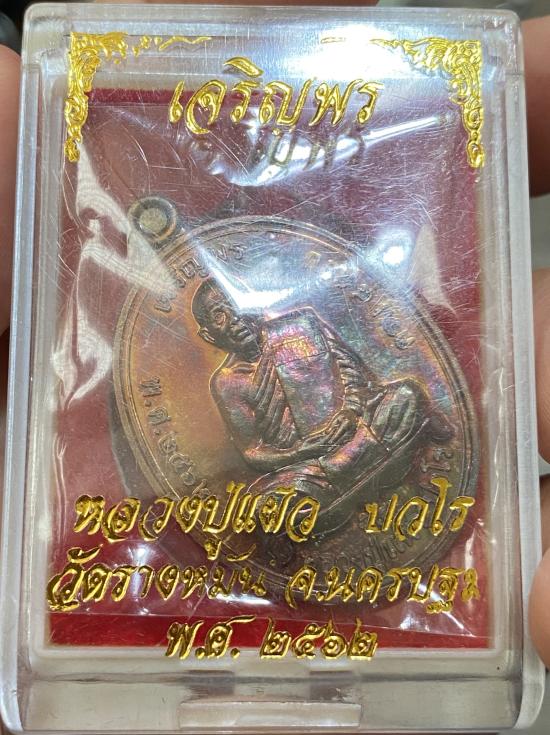 เจริญพร
หลวงปู่แผ้ว ปวโร
วัดรางหมัน จ.นครปฐม
พ.ศ. ๒๕๖๒